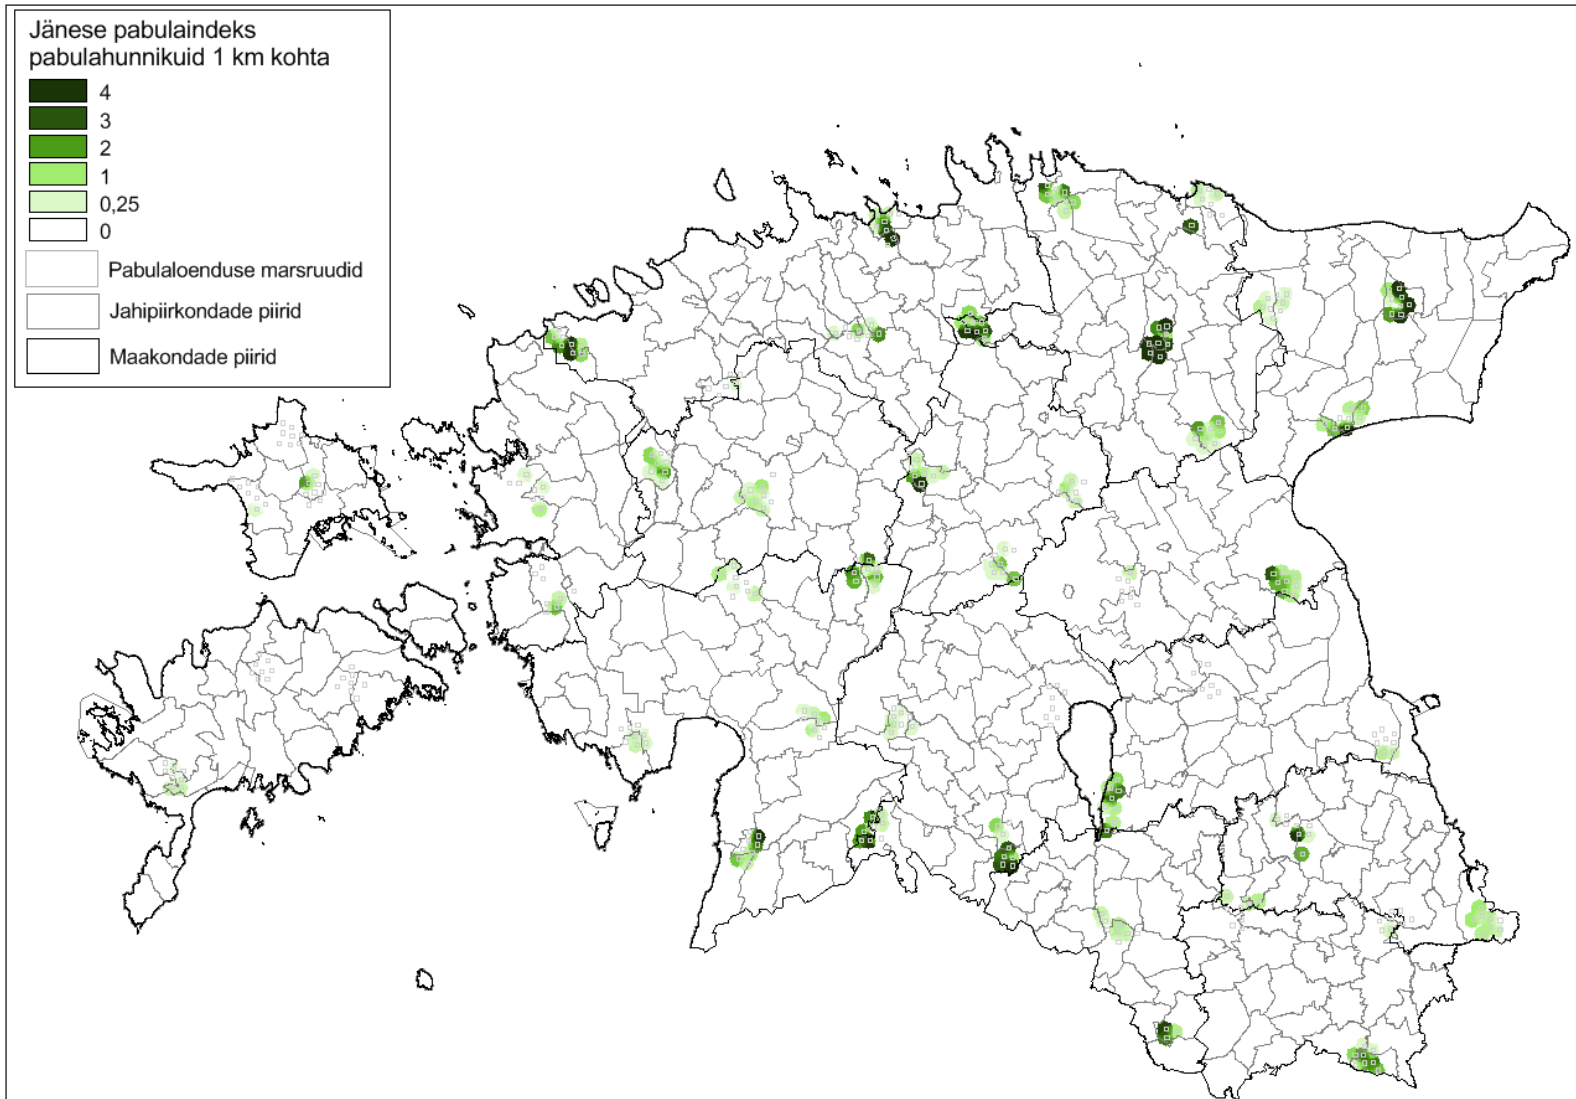 Jänese pabulaindeks
pabulahunnikuid 1 km kohta
4
3
2
1
0,25
0
Pabulaloenduse marsruudid
Jahipiirkondade piirid
Maakondade piirid